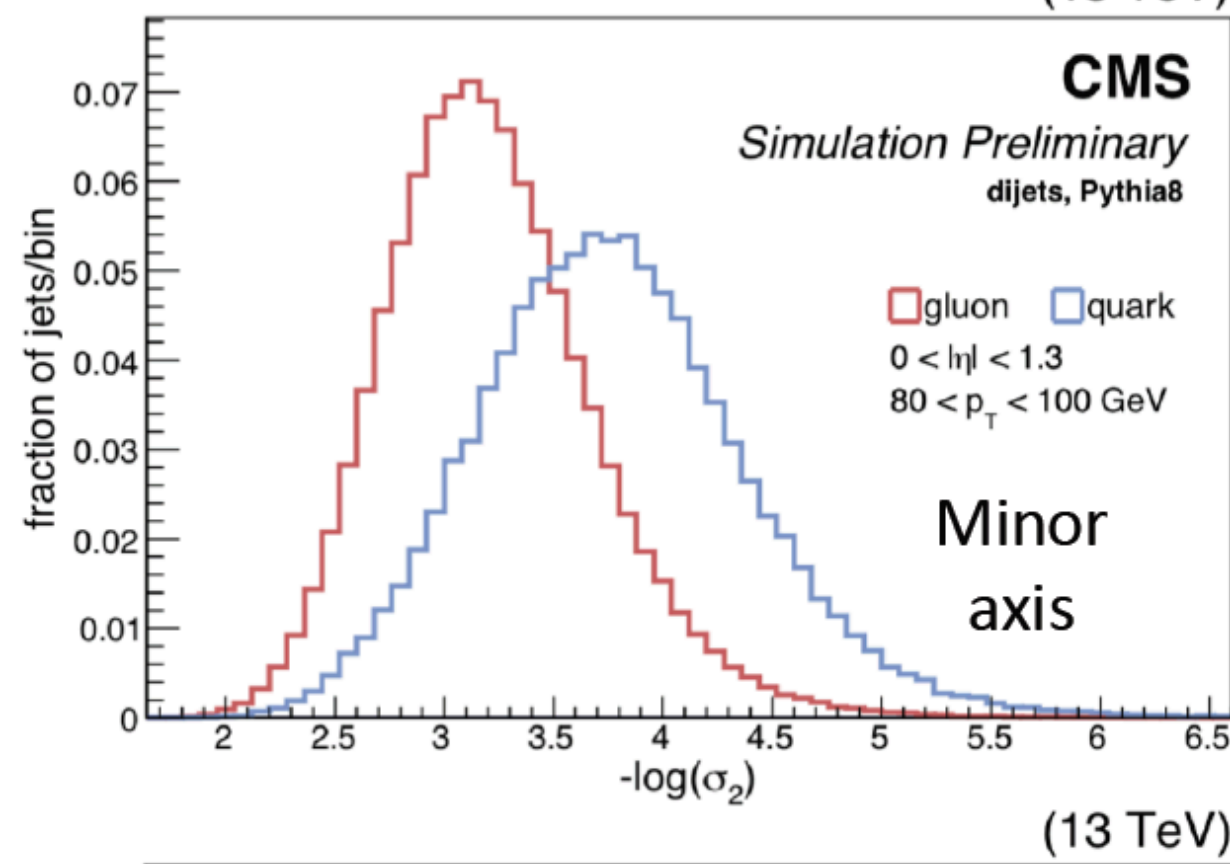 CMS
Simulation Preliminary
dijets, Pythia8
gluon quark
0 < |η| < 1.3
80 < p_T < 100 GeV
Minor
axis
fraction of jets/bin
0.07
0.06
0.05
0.04
0.03
0.02
0.01
0
2 2.5 3 3.5 4 4.5 5 5.5 6 6.5
-log(σ₂)
(13 TeV)